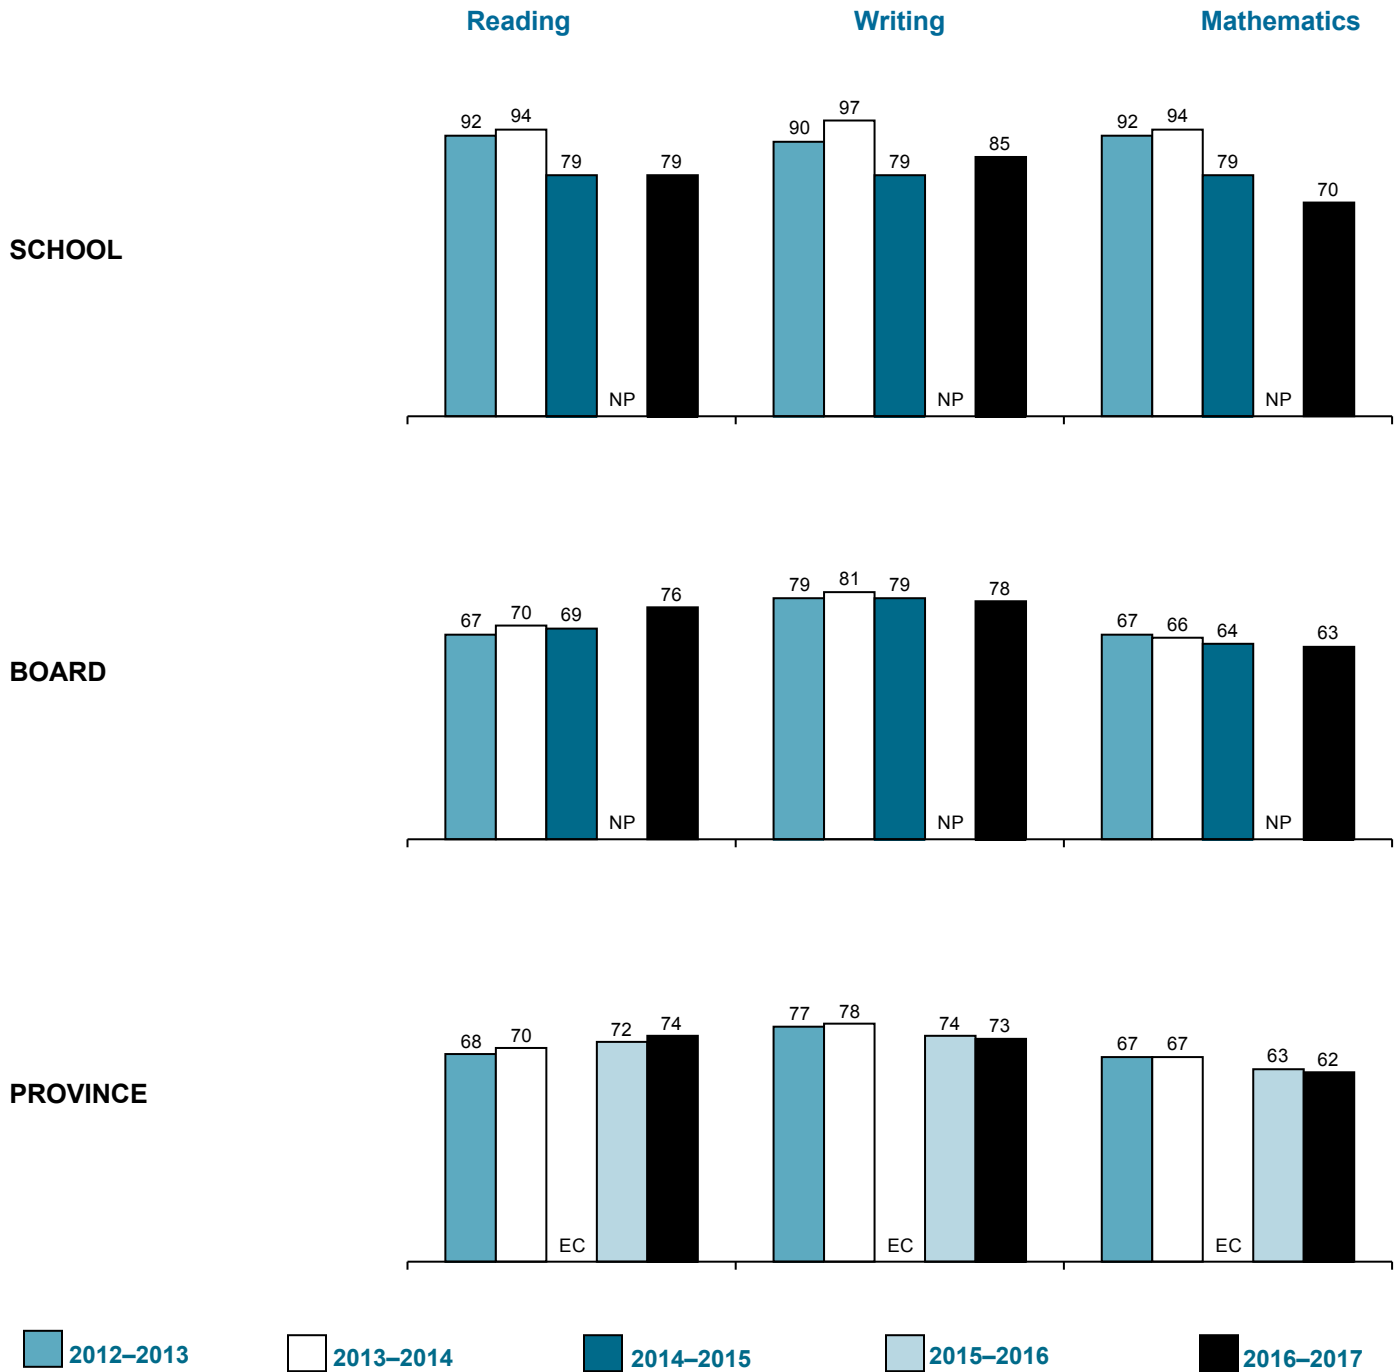 Reading Writing Mathematics
SCHOOL
92 94 79 NP 79
90 97 79 NP 85
92 94 79 NP 70
BOARD
67 70 69 NP 76
79 81 79 NP 78
67 66 64 NP 63
PROVINCE
68 70 EC 72 74
77 78 EC 74 73
67 67 EC 63 62
2012–2013 2013–2014 2014–2015 2015–2016 2016–2017